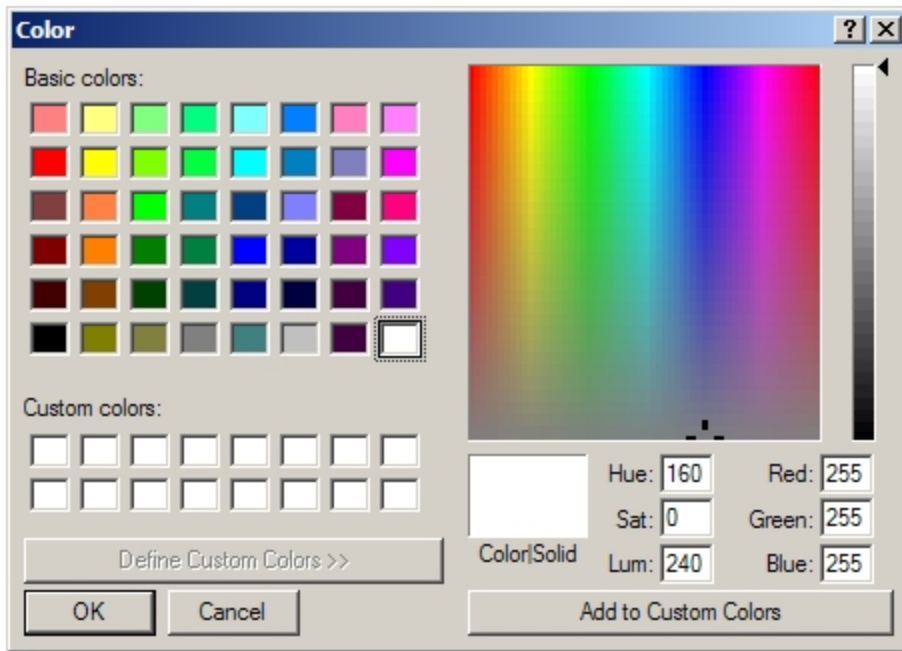 Color
Basic colors:
Custom colors:
Define Custom Colors >>
OK Cancel
Color|Solid
Hue: 160 Red: 255
Sat: 0 Green: 255
Lum: 240 Blue: 255
Add to Custom Colors